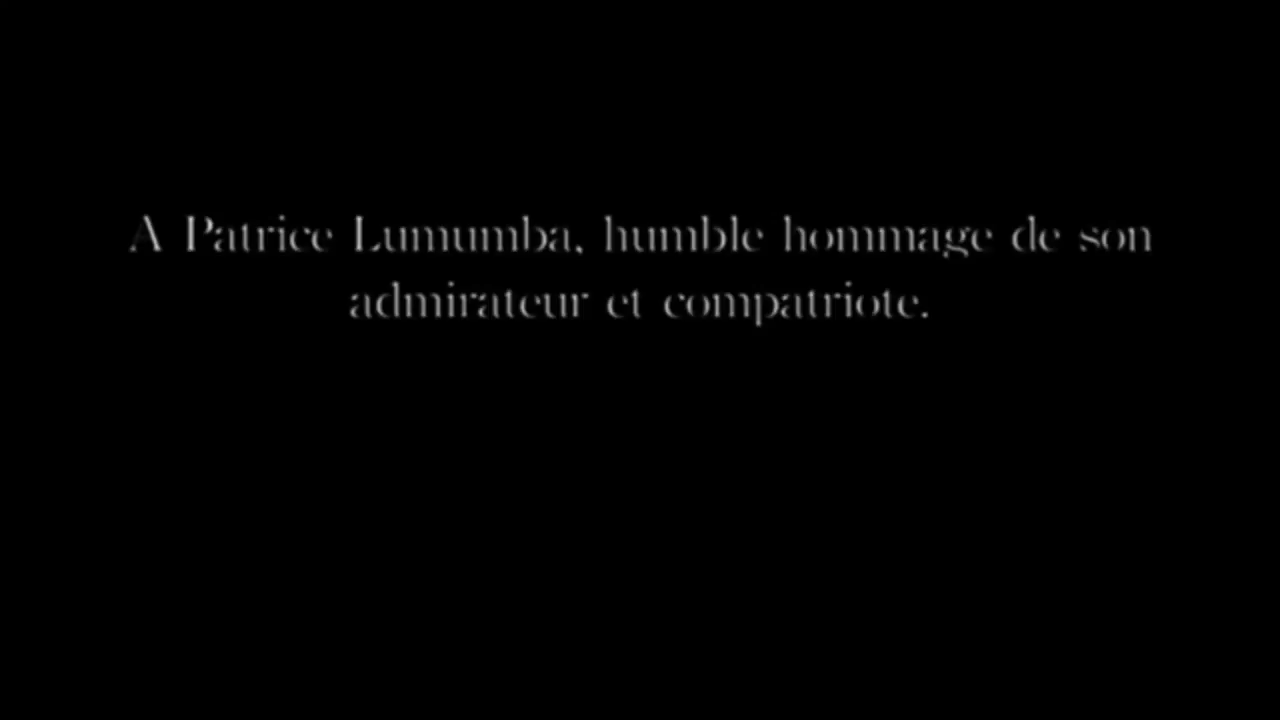 A Patrice Lumumba, humble hommage de son
admirateur et compatriote.